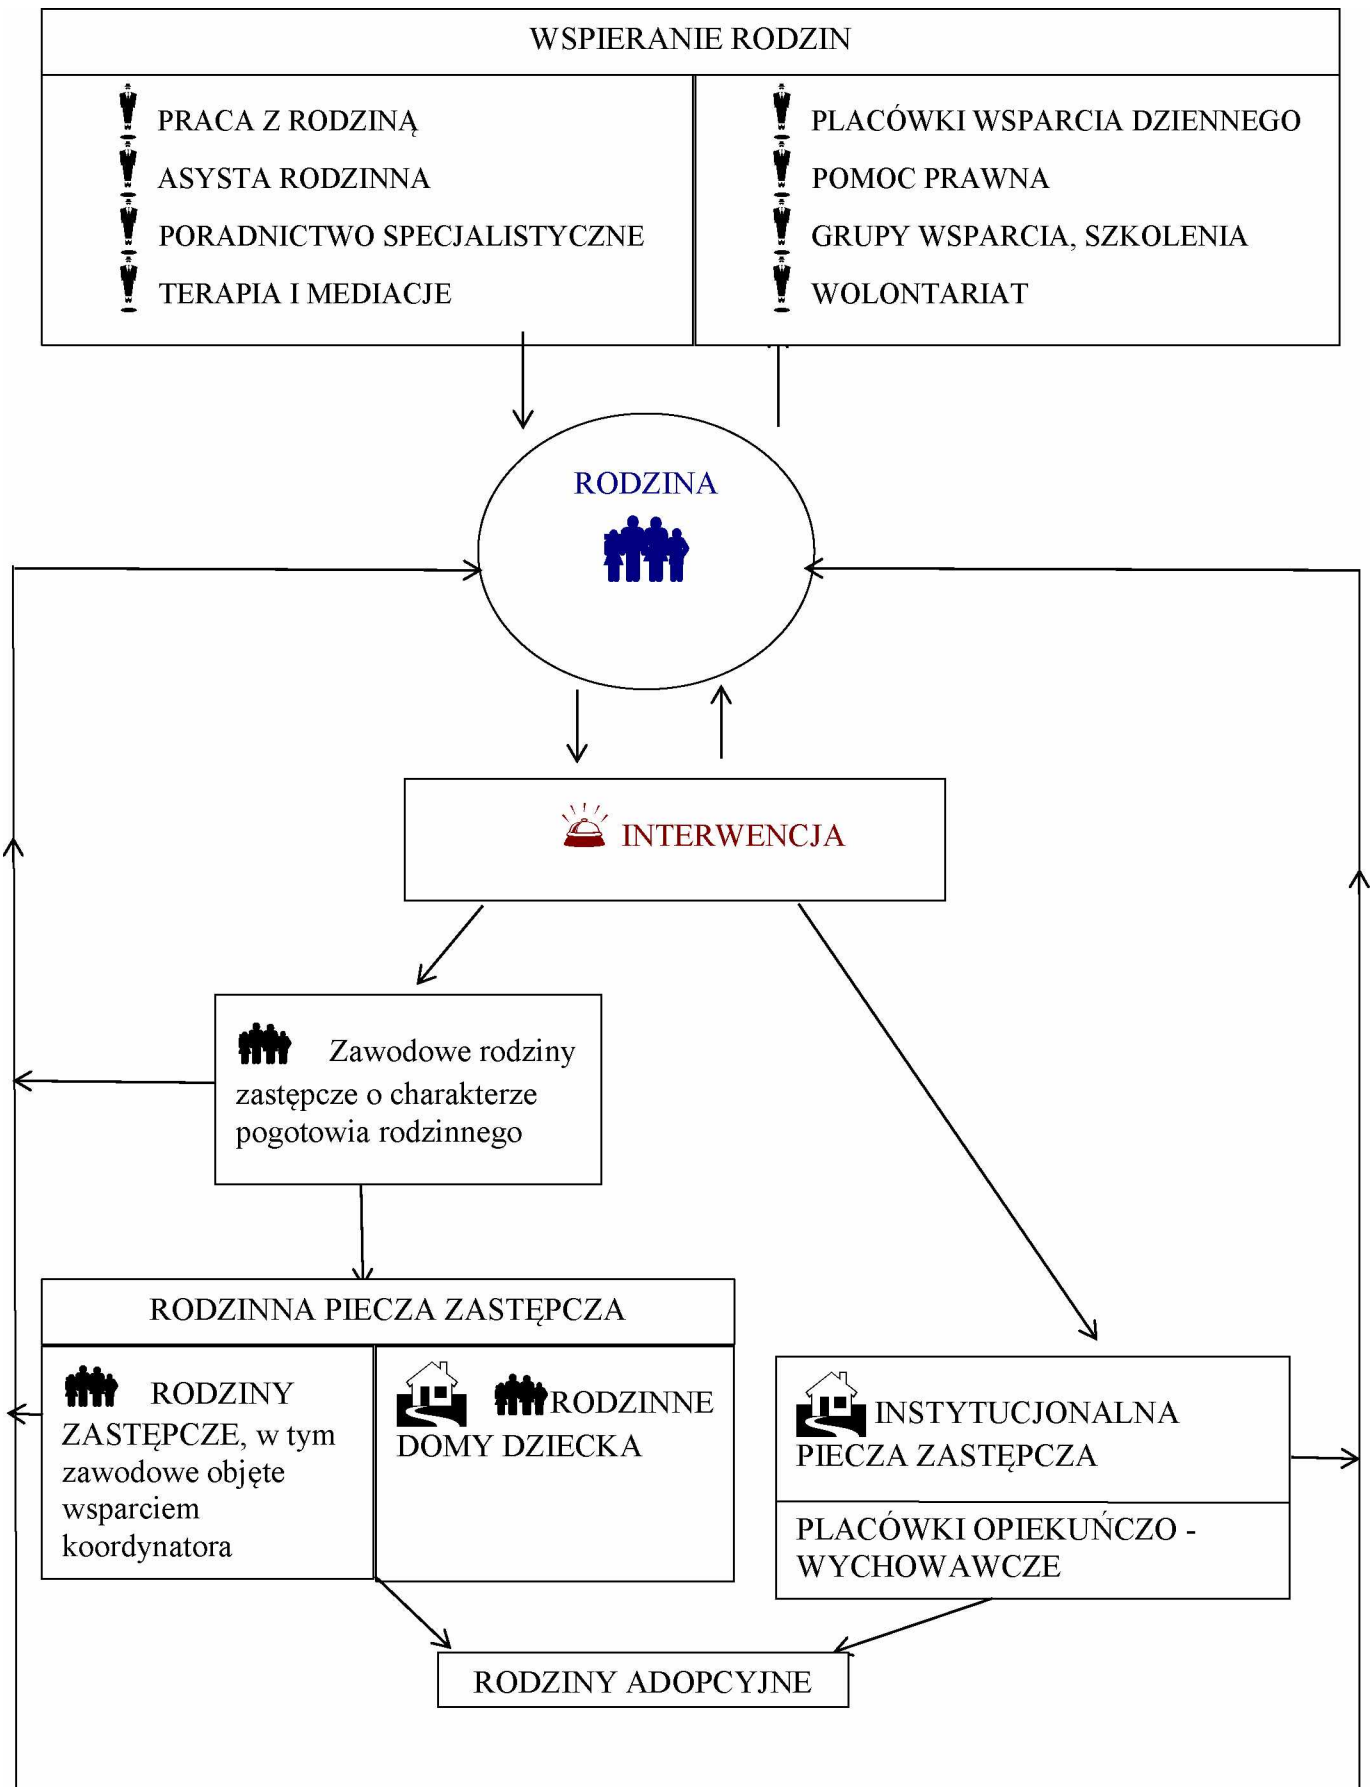 WSPIERANIE RODZIN
PRACA Z RODZINĄ
ASYSTA RODZINNA
PORADNICTWO SPECJALISTYCZNE
TERAPIA I MEDIACJE
PLACÓWKI WSPARCIA DZIENNEGO
POMOC PRAWNA
GRUPY WSPARCIA, SZKOLENIA
WOLONTARIAT
RODZINA
INTERWENCJA
Zawodowe rodziny
zastępcze o charakterze
pogotowia rodzinnego
RODZINNA PIECZA ZASTĘPCZA
RODZINY
ZASTĘPCZE, w tym
zawodowe objęte
wsparciem
koordynatora
RODZINNE
DOMY DZIECKA
INSTYTUCJONALNA
PIECZA ZASTĘPCZA
PLACÓWKI OPIEKUŃCZO -
WYCHOWAWCZE
RODZINY ADOPCYJNE